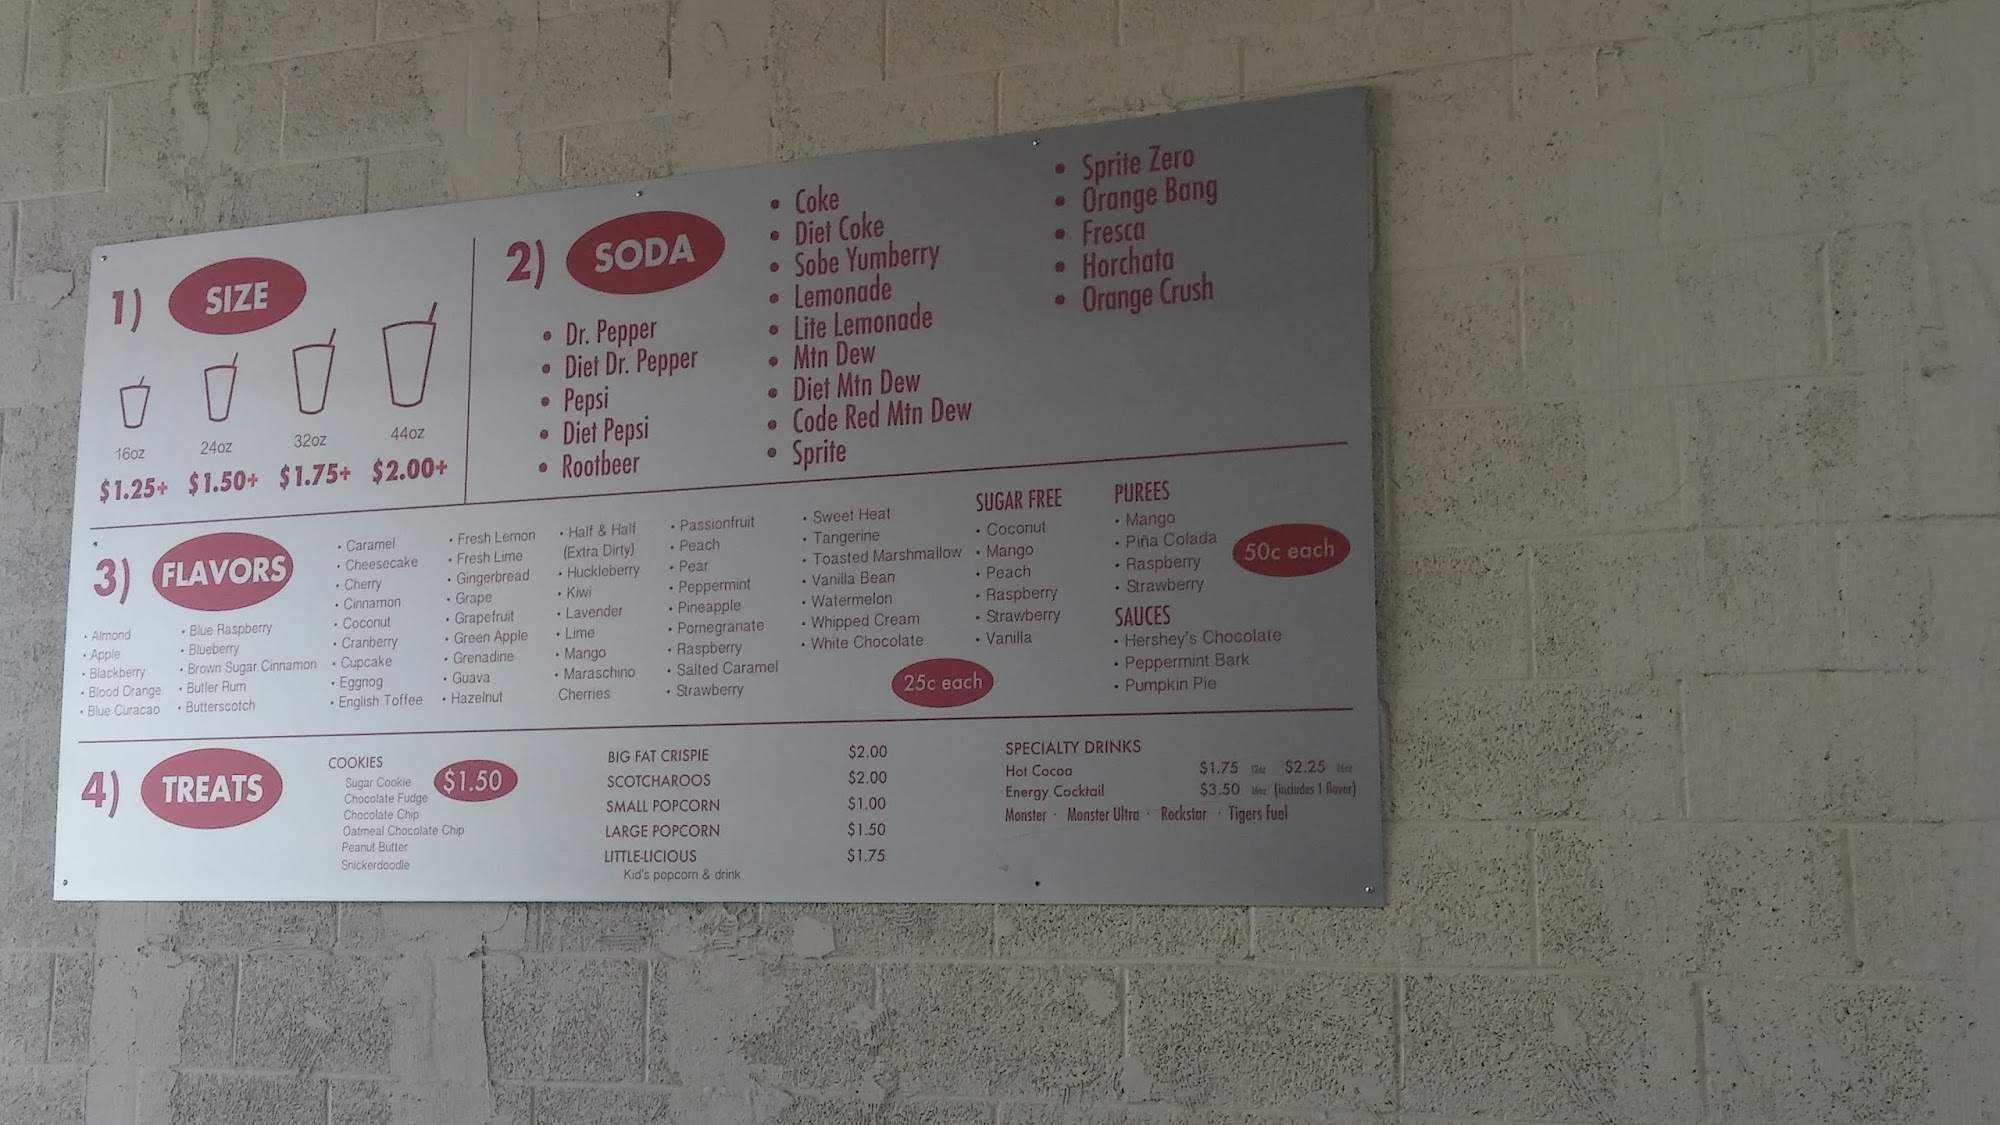 1) SIZE
16oz 24oz 32oz 44oz
$1.25+ $1.50+ $1.75+ $2.00+
2) SODA
• Dr. Pepper
• Diet Dr. Pepper
• Pepsi
• Diet Pepsi
• Rootbeer
• Coke
• Diet Coke
• Sobe Yumberry
• Lemonade
• Lite Lemonade
• Mtn Dew
• Diet Mtn Dew
• Code Red Mtn Dew
• Sprite
• Sprite Zero
• Orange Bang
• Fresca
• Horchata
• Orange Crush
3) FLAVORS
• Almond
• Apple
• Blackberry
• Blood Orange
• Blue Curacao
• Blue Raspberry
• Blueberry
• Brown Sugar Cinnamon
• Butler Rum
• Butterscotch
• Caramel
• Cheesecake
• Cherry
• Cinnamon
• Coconut
• Cranberry
• Cupcake
• Eggnog
• English Toffee
• Fresh Lemon
• Fresh Lime
• Gingerbread
• Grape
• Grapefruit
• Green Apple
• Grenadine
• Guava
• Hazelnut
• Half & Half
(Extra Dirty)
• Huckleberry
• Kiwi
• Lavender
• Lime
• Mango
• Maraschino
Cherries
• Passionfruit
• Peach
• Pear
• Peppermint
• Pineapple
• Pomegranate
• Raspberry
• Salted Caramel
• Strawberry
• Sweet Heat
• Tangerine
• Toasted Marshmallow
• Vanilla Bean
• Watermelon
• Whipped Cream
• White Chocolate
25c each
SUGAR FREE
• Coconut
• Mango
• Peach
• Raspberry
• Strawberry
• Vanilla
PUREES
• Mango
• Piña Colada
• Raspberry
• Strawberry
50c each
SAUCES
• Hershey's Chocolate
• Peppermint Bark
• Pumpkin Pie
4) TREATS
COOKIES $1.50
Sugar Cookie
Chocolate Fudge
Chocolate Chip
Oatmeal Chocolate Chip
Peanut Butter
Snickerdoodle
BIG FAT CRISPIE $2.00
SCOTCHAROOS $2.00
SMALL POPCORN $1.00
LARGE POPCORN $1.50
LITTLE-LICIOUS $1.75
Kid's popcorn & drink
SPECIALTY DRINKS
Hot Cocoa $1.75 12oz $2.25 16oz
Energy Cocktail $3.50 16oz (includes 1 flavor)
Monster · Monster Ultra · Rockstar · Tigers fuel